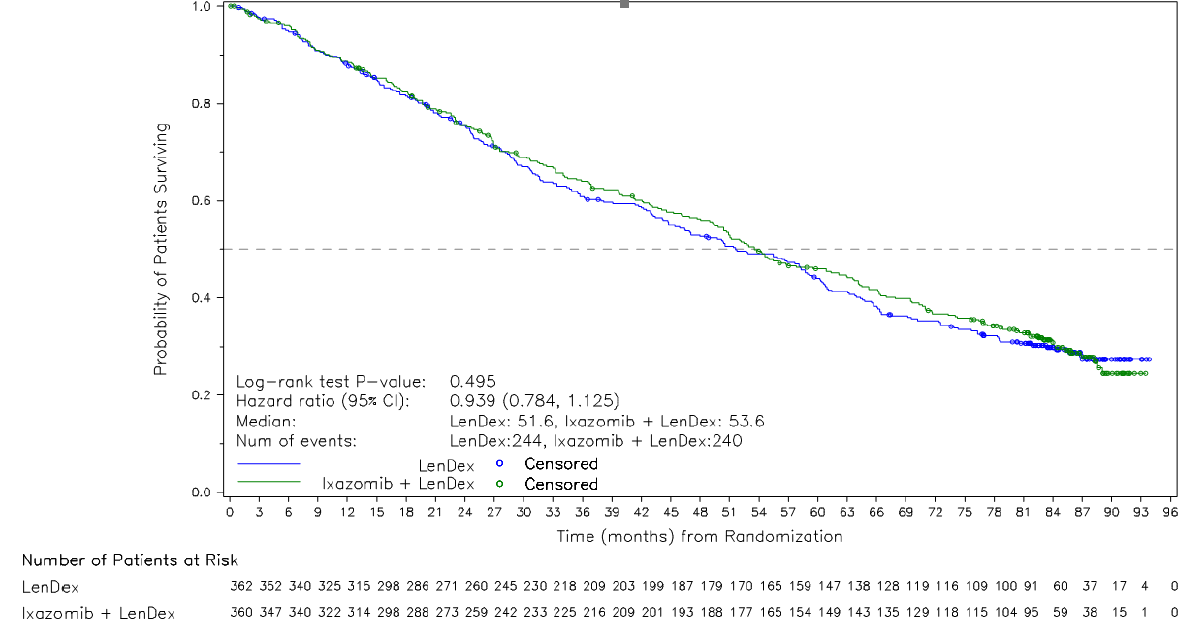 1.0
0.8
0.6
0.4
0.2
0.0
Probability of Patients Surviving
Log-rank test P-value: 0.495
Hazard ratio (95% CI): 0.939 (0.784, 1.125)
Median: LenDex: 51.6, Ixazomib + LenDex: 53.6
Num of events: LenDex:244, Ixazomib + LenDex:240
LenDex Censored
Ixazomib + LenDex Censored
0 3 6 9 12 15 18 21 24 27 30 33 36 39 42 45 48 51 54 57 60 63 66 69 72 75 78 81 84 87 90 93 96
Time (months) from Randomization
Number of Patients at Risk
LenDex 362 352 340 325 315 298 286 271 260 245 230 218 209 203 199 187 179 170 165 159 147 138 128 119 116 109 100 91 60 37 17 4 0
Ixazomib + LenDex 360 347 340 322 314 298 288 273 259 242 233 225 216 209 201 193 188 177 165 154 149 143 135 129 118 115 104 95 59 38 15 1 0